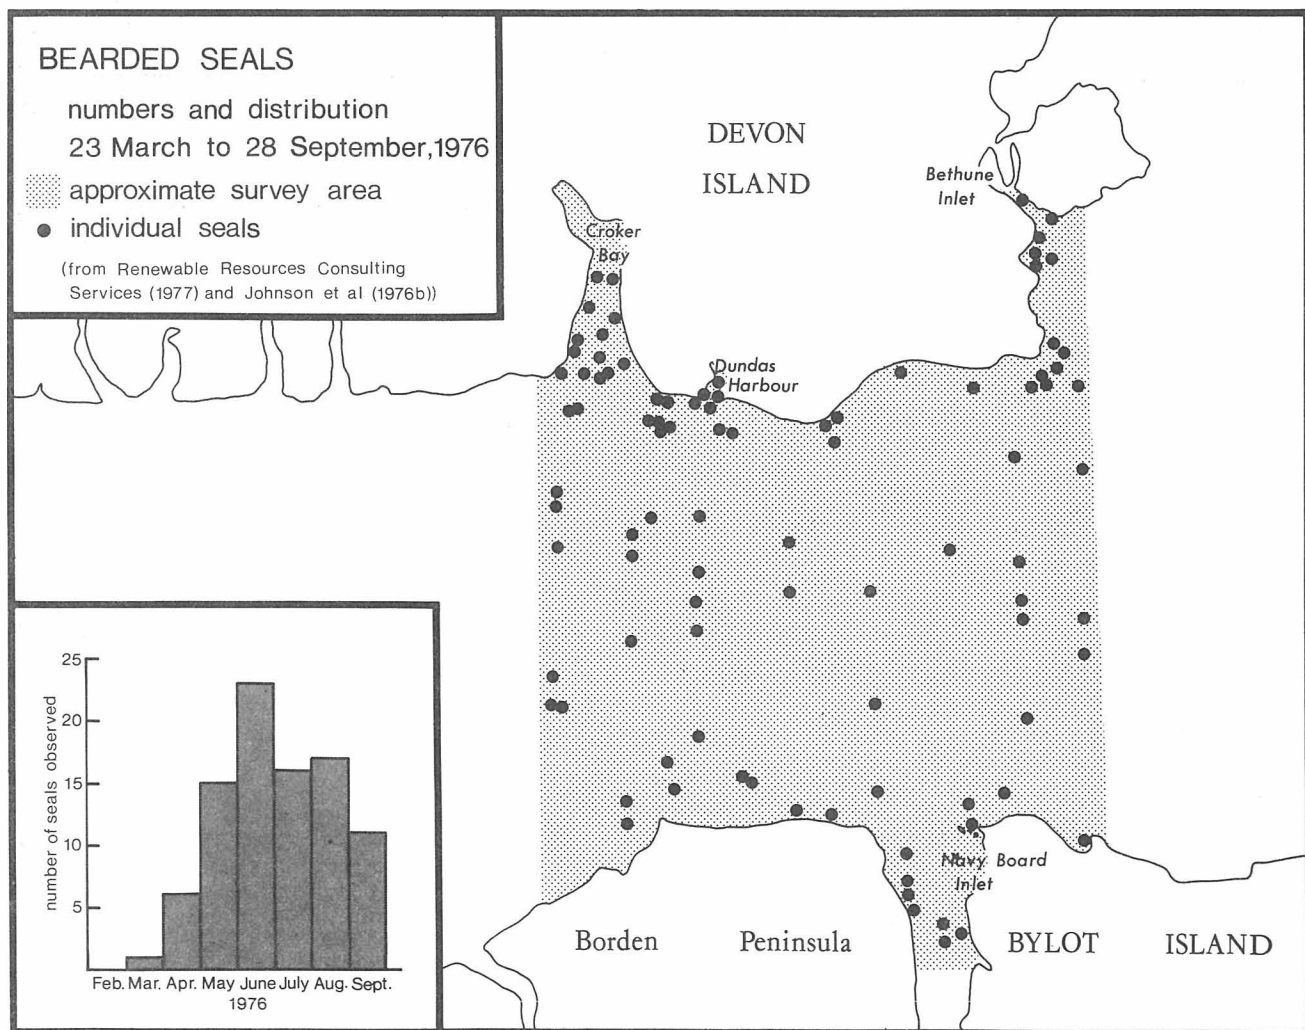 BEARDED SEALS
numbers and distribution
23 March to 28 September,1976
approximate survey area
individual seals
(from Renewable Resources Consulting
Services (1977) and Johnson et al (1976b))
DEVON
ISLAND
Bethune
Inlet
Croker
Bay
Dundas
Harbour
Navy Board
Inlet
Borden Peninsula
BYLOT ISLAND
number of seals observed
25
20
15
10
5
Feb. Mar. Apr. May June July Aug. Sept.
1976